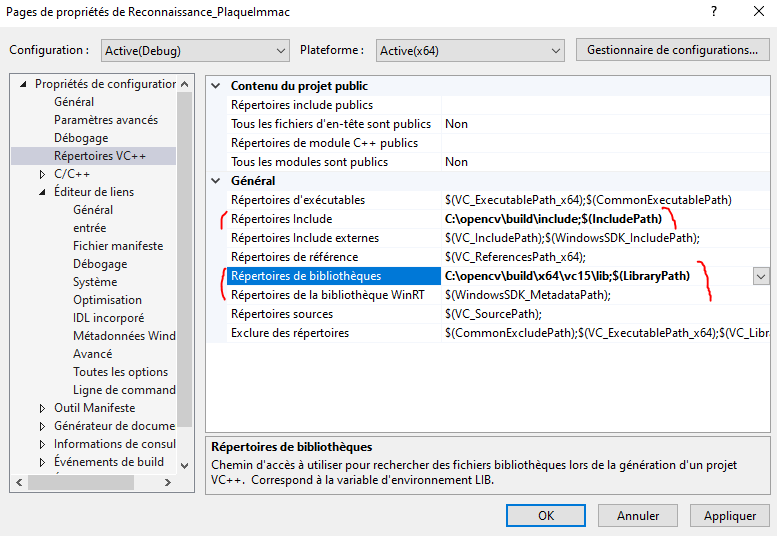 Pages de propriétés de Reconnaissance_PlaqueImmac
? ×
Configuration : Active(Debug) Plateforme : Active(x64) Gestionnaire de configurations...
Propriétés de configuration
Général
Paramètres avancés
Débogage
Répertoires VC++
C/C++
Éditeur de liens
Général
entrée
Fichier manifeste
Débogage
Système
Optimisation
IDL incorporé
Métadonnées Wind
Avancé
Toutes les options
Ligne de command
Outil Manifeste
Générateur de docume
Informations de consul
Événements de build
Contenu du projet public
Répertoires include publics
Tous les fichiers d'en-tête sont publics Non
Répertoires de module C++ publics
Tous les modules sont publics Non
Général
Répertoires d'exécutables $(VC_ExecutablePath_x64);$(CommonExecutablePath)
Répertoires Include C:\opencv\build\include;$(IncludePath)
Répertoires Include externes $(VC_IncludePath);$(WindowsSDK_IncludePath);
Répertoires de référence $(VC_ReferencesPath_x64);
Répertoires de bibliothèques C:\opencv\build\x64\vc15\lib;$(LibraryPath)
Répertoires de la bibliothèque WinRT $(WindowsSDK_MetadataPath);
Répertoires sources $(VC_SourcePath);
Exclure des répertoires $(CommonExcludePath);$(VC_ExecutablePath_x64);$(VC_Libra
Répertoires de bibliothèques
Chemin d'accès à utiliser pour rechercher des fichiers bibliothèques lors de la génération d'un projet
VC++. Correspond à la variable d'environnement LIB.
OK Annuler Appliquer